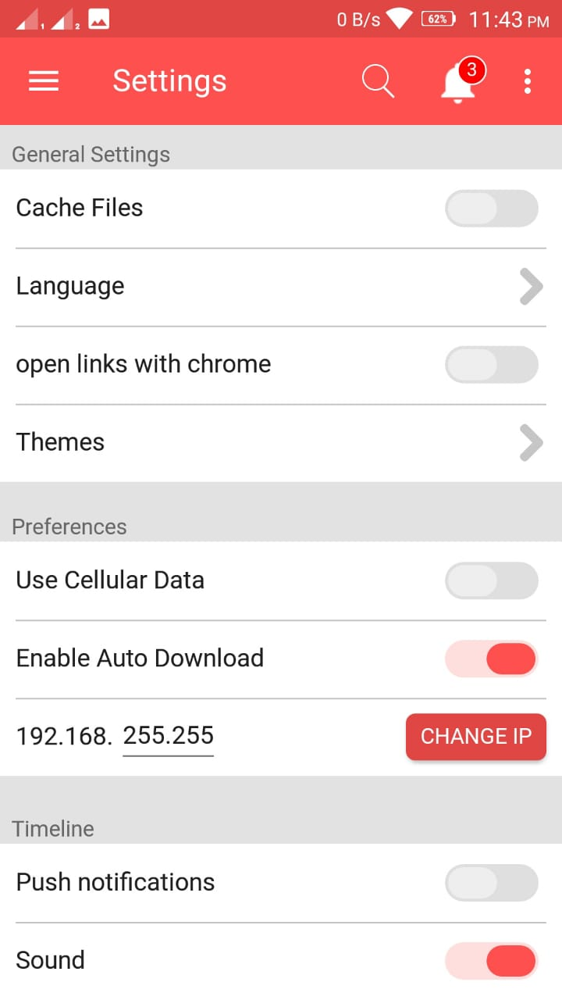 1 2 0 B/s 62% 11:43 PM
Settings 3
General Settings
Cache Files
Language
open links with chrome
Themes
Preferences
Use Cellular Data
Enable Auto Download
192.168. 255.255 CHANGE IP
Timeline
Push notifications
Sound